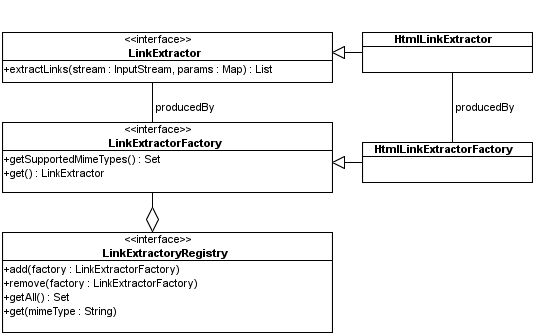 <<interface>>
LinkExtractor
+extractLinks(stream : InputStream, params : Map) : List
HtmlLinkExtractor
producedBy
producedBy
<<interface>>
LinkExtractorFactory
+getSupportedMimeTypes() : Set
+get() : LinkExtractor
HtmlLinkExtractorFactory
<<interface>>
LinkExtractoryRegistry
+add(factory : LinkExtractorFactory)
+remove(factory : LinkExtractorFactory)
+getAll() : Set
+get(mimeType : String)